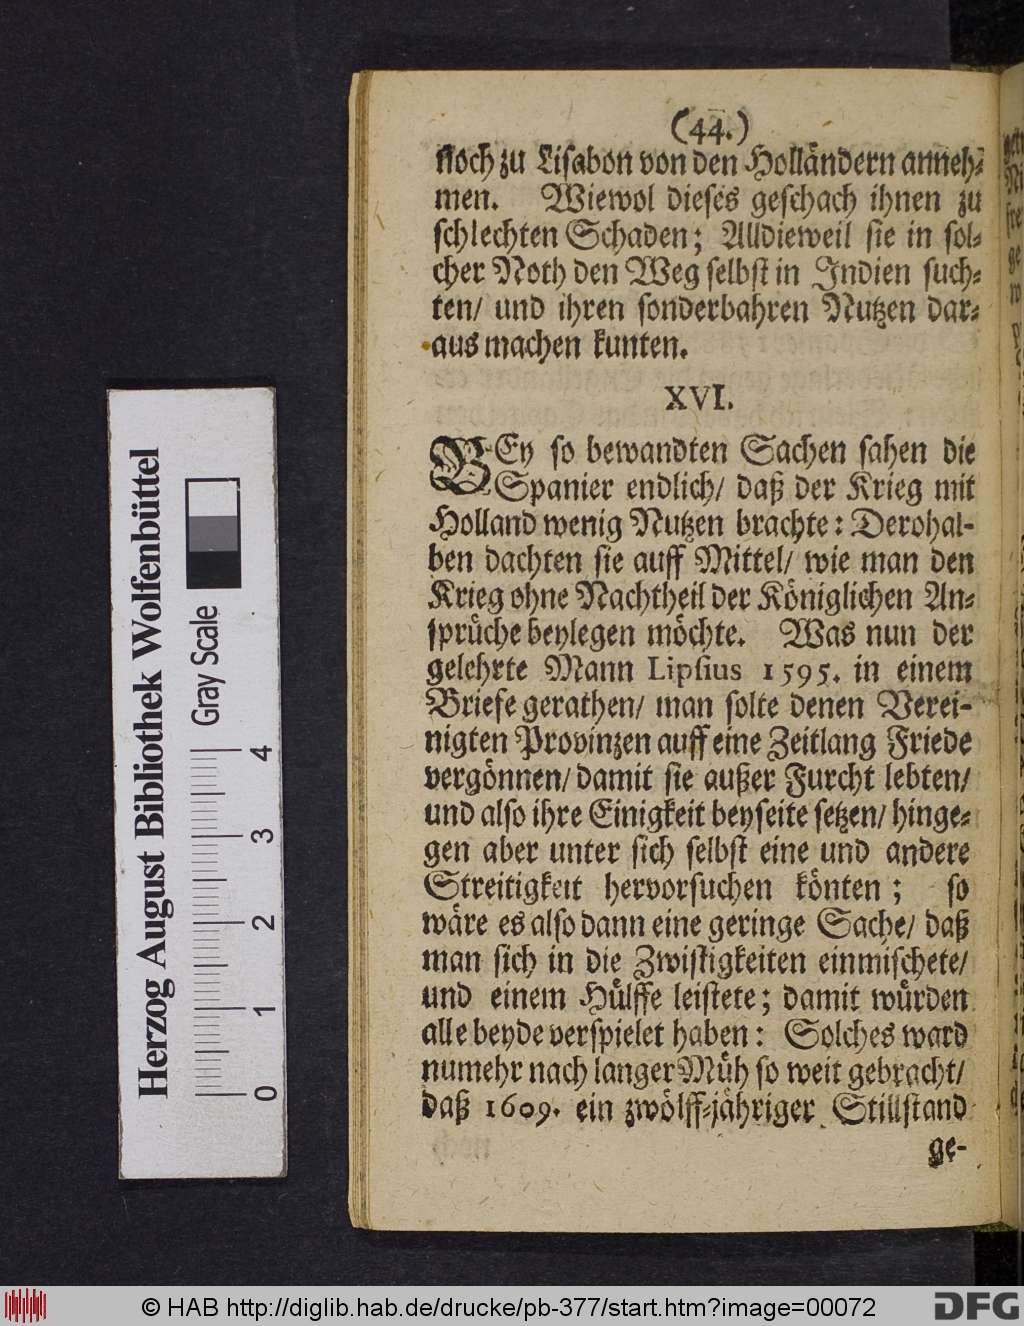 (44.)
noch zu Lisabon von den Holländern anneh-
men. Wiewol dieses geschach ihnen zu
schlechten Schaden; Alldieweil sie in sol-
cher Noth den Weg selbst in Indien such-
ten/ und ihren sonderbahren Nutzen dar-
aus machen kunten.
XVI.
BEy so bewandten Sachen sahen die
Spanier endlich/ daß der Krieg mit
Holland wenig Nutzen brachte: Derohal-
ben dachten sie auff Mittel/ wie man den
Krieg ohne Nachtheil der Königlichen An-
sprüche beylegen möchte. Was nun der
gelehrte Mann Lipsius 1595. in einem
Briefe gerathen/ man solte denen Verei-
nigten Provinzen auff eine Zeitlang Friede
vergönnen/ damit sie außer Furcht lebten/
und also ihre Einigkeit beyseite setzen/ hinge-
gen aber unter sich selbst eine und andere
Streitigkeit hervorsuchen könten; so
wäre es also dann eine geringe Sache/ daß
man sich in die Zwistigkeiten einmischete/
und einem Hülffe leistete; damit würden
alle beyde verspielet haben: Solches ward
numehr nach langer Müh so weit gebracht/
daß 1609. ein zwölff-jähriger Stillstand
ge-
Herzog August Bibliothek Wolfenbüttel
Gray Scale
0 1 2 3 4
© HAB http://diglib.hab.de/drucke/pb-377/start.htm?image=00072
DFG